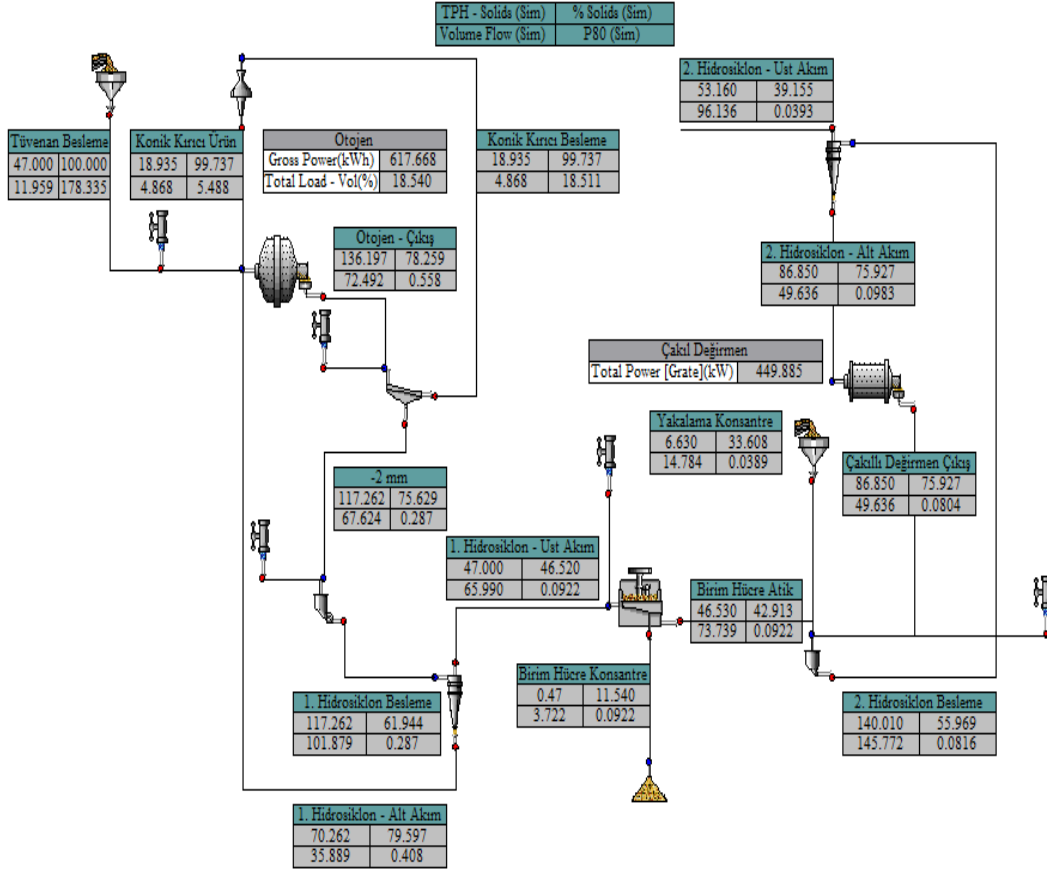 TPH - Solids (Sim) % Solids (Sim)
Volume Flow (Sim) P80 (Sim)
2. Hidrosiklon - Ust Akım
53.160 39.155
96.136 0.0393
Tüvenan Besleme
47.000 100.000
11.959 178.335
Konik Kırıcı Ürün
18.935 99.737
4.868 5.488
Otojen
Gross Power(kWh) 617.668
Total Load - Vol(%) 18.540
Konik Kırıcı Besleme
18.935 99.737
4.868 18.511
Otojen - Çıkış
136.197 78.259
72.492 0.558
2. Hidrosiklon - Alt Akım
86.850 75.927
49.636 0.0983
Çakıl Değirmen
Total Power [Grate](kW) 449.885
Yakalama Konsantre
6.630 33.608
14.784 0.0389
Çakıllı Değirmen Çıkış
86.850 75.927
49.636 0.0804
-2 mm
117.262 75.629
67.624 0.287
1. Hidrosiklon - Ust Akım
47.000 46.520
65.990 0.0922
Birim Hücre Atik
46.530 42.913
73.739 0.0922
Birim Hücre Konsantre
0.47 11.540
3.722 0.0922
1. Hidrosiklon Besleme
117.262 61.944
101.879 0.287
2. Hidrosiklon Besleme
140.010 55.969
145.772 0.0816
1. Hidrosiklon - Alt Akım
70.262 79.597
35.889 0.408